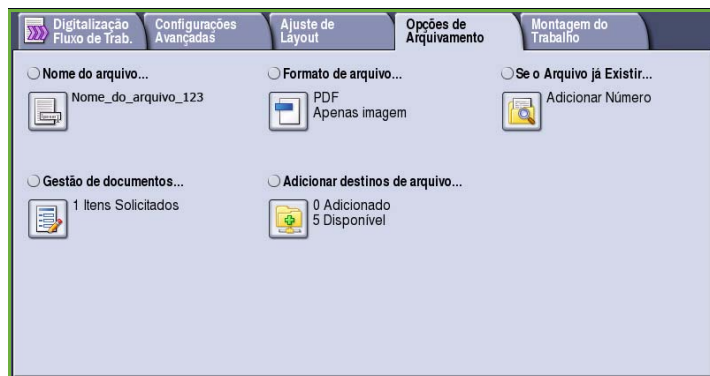 Digitalização
Fluxo de Trab.
Configurações
Avançadas
Ajuste de
Layout
Opções de
Arquivamento
Montagem do
Trabalho
Nome do arquivo...
Nome_do_arquivo_123
Formato de arquivo...
PDF
Apenas imagem
Se o Arquivo já Existir...
Adicionar Número
Gestão de documentos...
1 Itens Solicitados
Adicionar destinos de arquivo...
0 Adicionado
5 Disponível